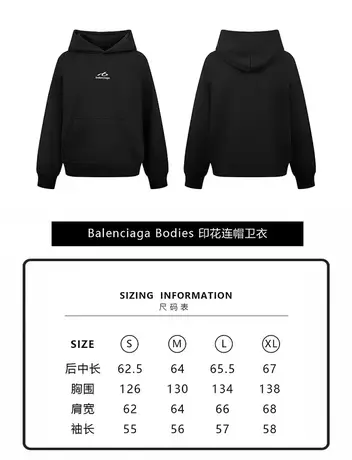 Balenciaga
Balenciaga Bodies 印花连帽卫衣
SIZING INFORMATION
尺码表
SIZE S M L XL
后中长 62.5 64 65.5 67
胸围 126 130 134 138
肩宽 62 64 66 68
袖长 55 56 57 58